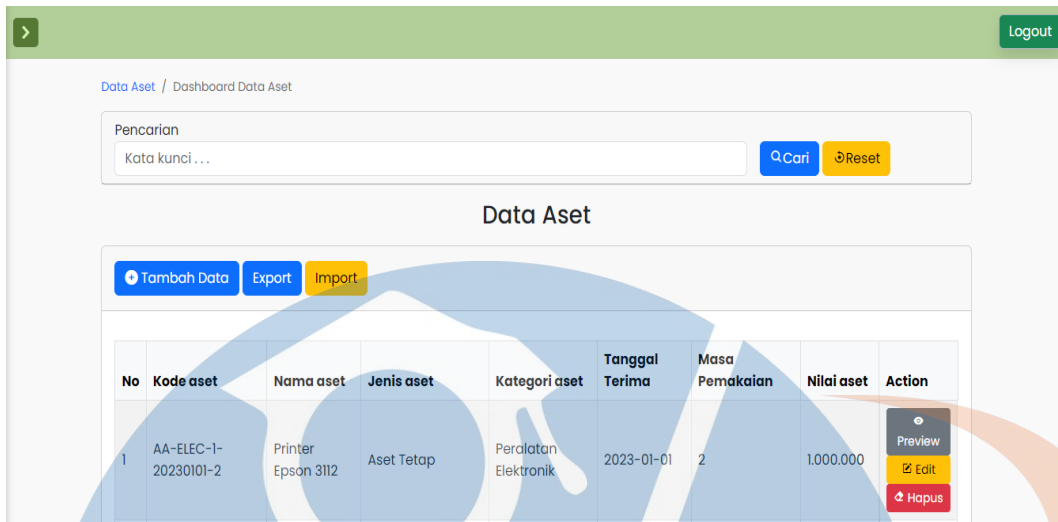 Logout
Data Aset / Dashboard Data Aset
Pencarian
Kata kunci . . .
Cari
Reset
Data Aset
Tambah Data
Export
Import
No
Kode aset
Nama aset
Jenis aset
Kategori aset
Tanggal
Terima
Masa
Pemakaian
Nilai aset
Action
1
AA-ELEC-1-
20230101-2
Printer
Epson 3112
Aset Tetap
Peralatan
Elektronik
2023-01-01
2
1.000.000
Preview
Edit
Hapus